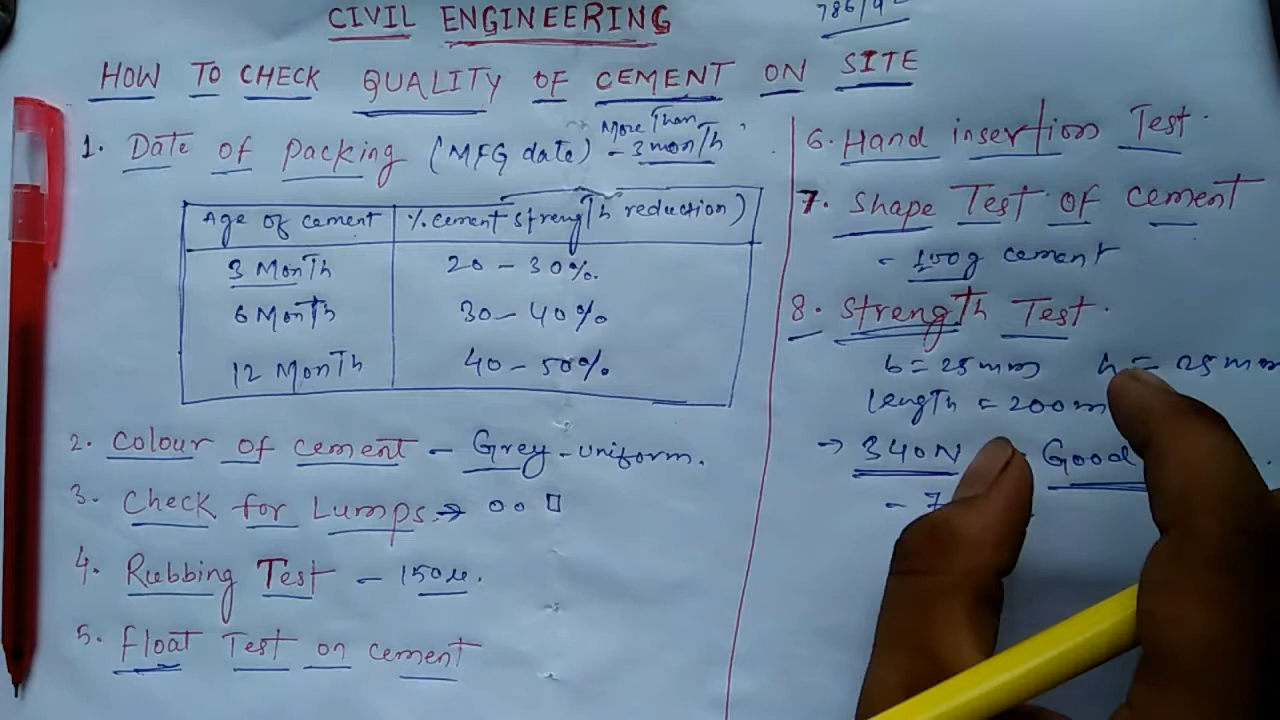 786/9
CIVIL ENGINEERING
HOW TO CHECK QUALITY OF CEMENT ON SITE
1. Date of packing (MFG date) - More Than 3 month
Age of cement | % cement strength reduction)
3 Month 20 - 30%.
6 Month 30 - 40%
12 Month 40 - 50%
2. Colour of cement - Grey - uniform.
3. Check for Lumps →
4. Rubbing Test - 150u.
5. Float Test on cement
6. Hand insertion Test.
7. Shape Test of cement
- 100g cement
8. Strength Test.
b = 25mm h = 25mm
length = 200m
→ 340N Good
- 7